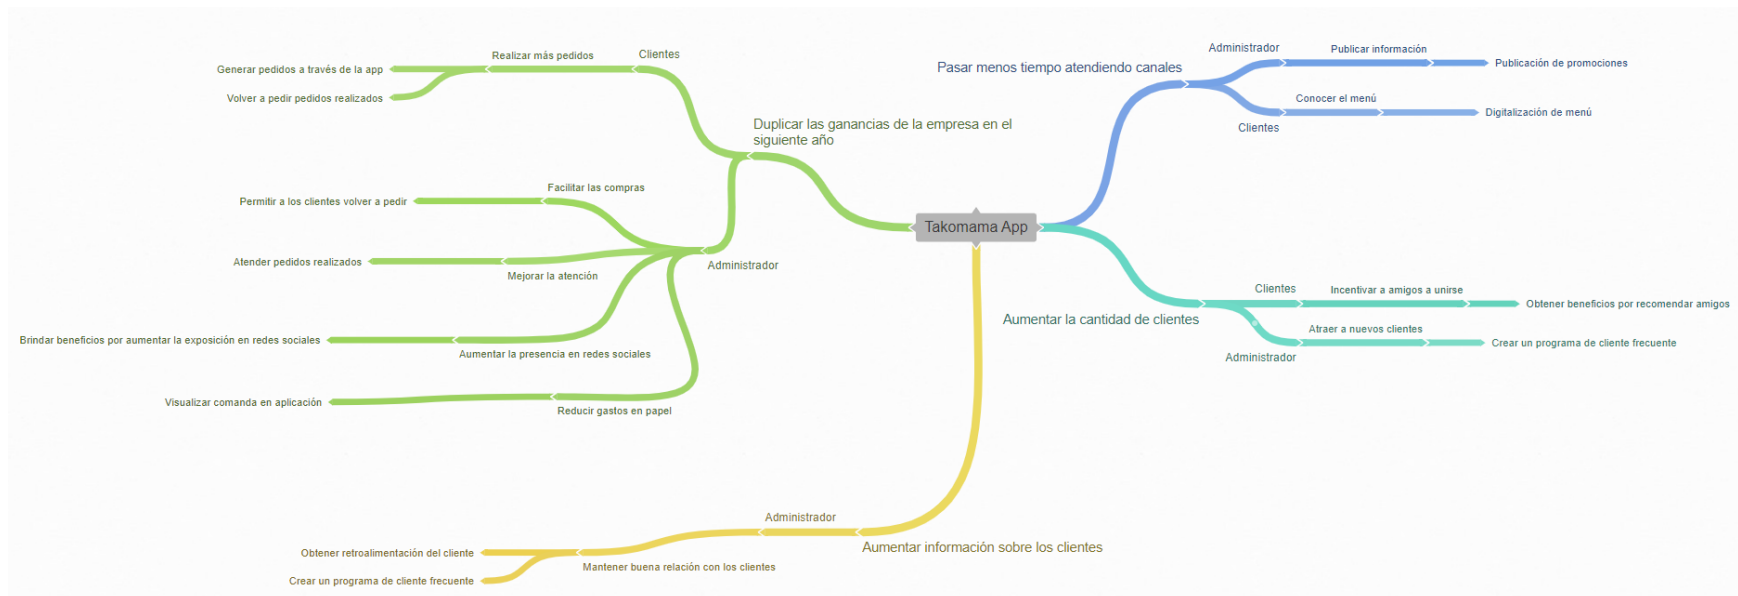 Takomama App
Duplicar las ganancias de la empresa en el
siguiente año
Clientes
Realizar más pedidos
Generar pedidos a través de la app
Volver a pedir pedidos realizados
Administrador
Facilitar las compras
Permitir a los clientes volver a pedir
Mejorar la atención
Atender pedidos realizados
Aumentar la presencia en redes sociales
Brindar beneficios por aumentar la exposición en redes sociales
Reducir gastos en papel
Visualizar comanda en aplicación
Pasar menos tiempo atendiendo canales
Administrador
Publicar información
Publicación de promociones
Clientes
Conocer el menú
Digitalización de menú
Aumentar la cantidad de clientes
Clientes
Incentivar a amigos a unirse
Obtener beneficios por recomendar amigos
Administrador
Atraer a nuevos clientes
Crear un programa de cliente frecuente
Aumentar información sobre los clientes
Administrador
Mantener buena relación con los clientes
Obtener retroalimentación del cliente
Crear un programa de cliente frecuente